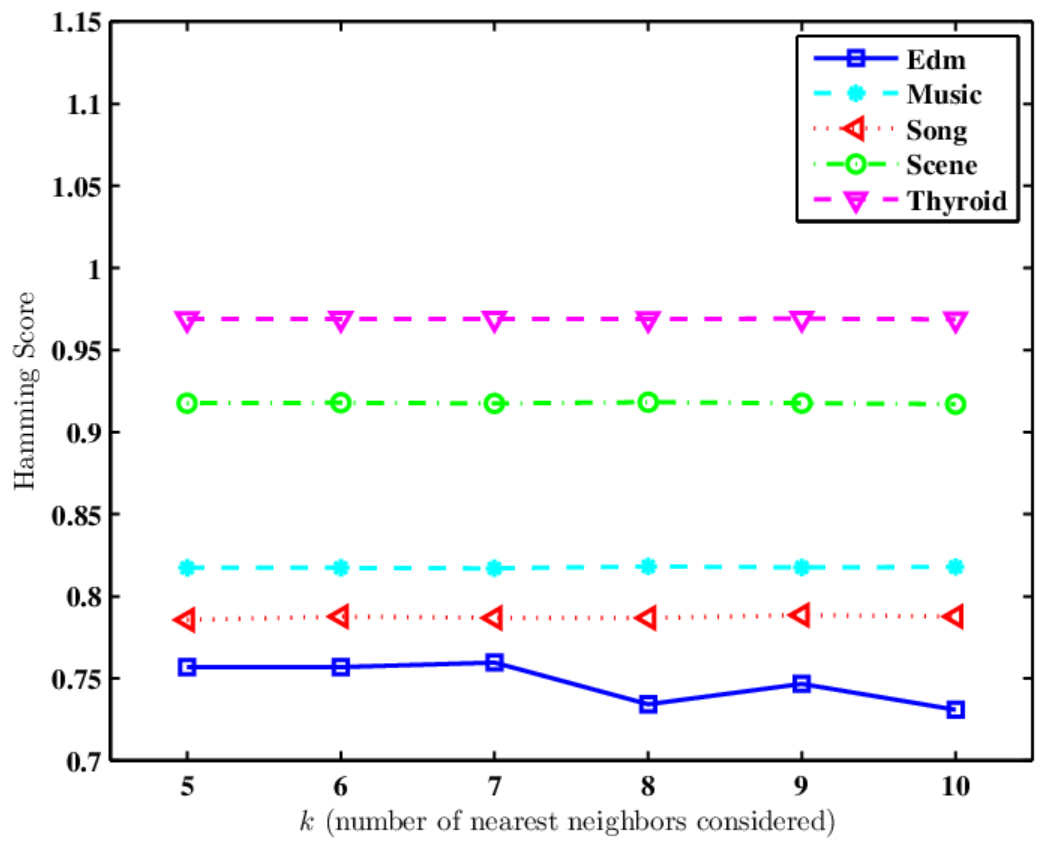 1.15
1.1
1.05
1
0.95
0.9
0.85
0.8
0.75
0.7
Hamming Score
Edm
Music
Song
Scene
Thyroid
5 6 7 8 9 10
k (number of nearest neighbors considered)